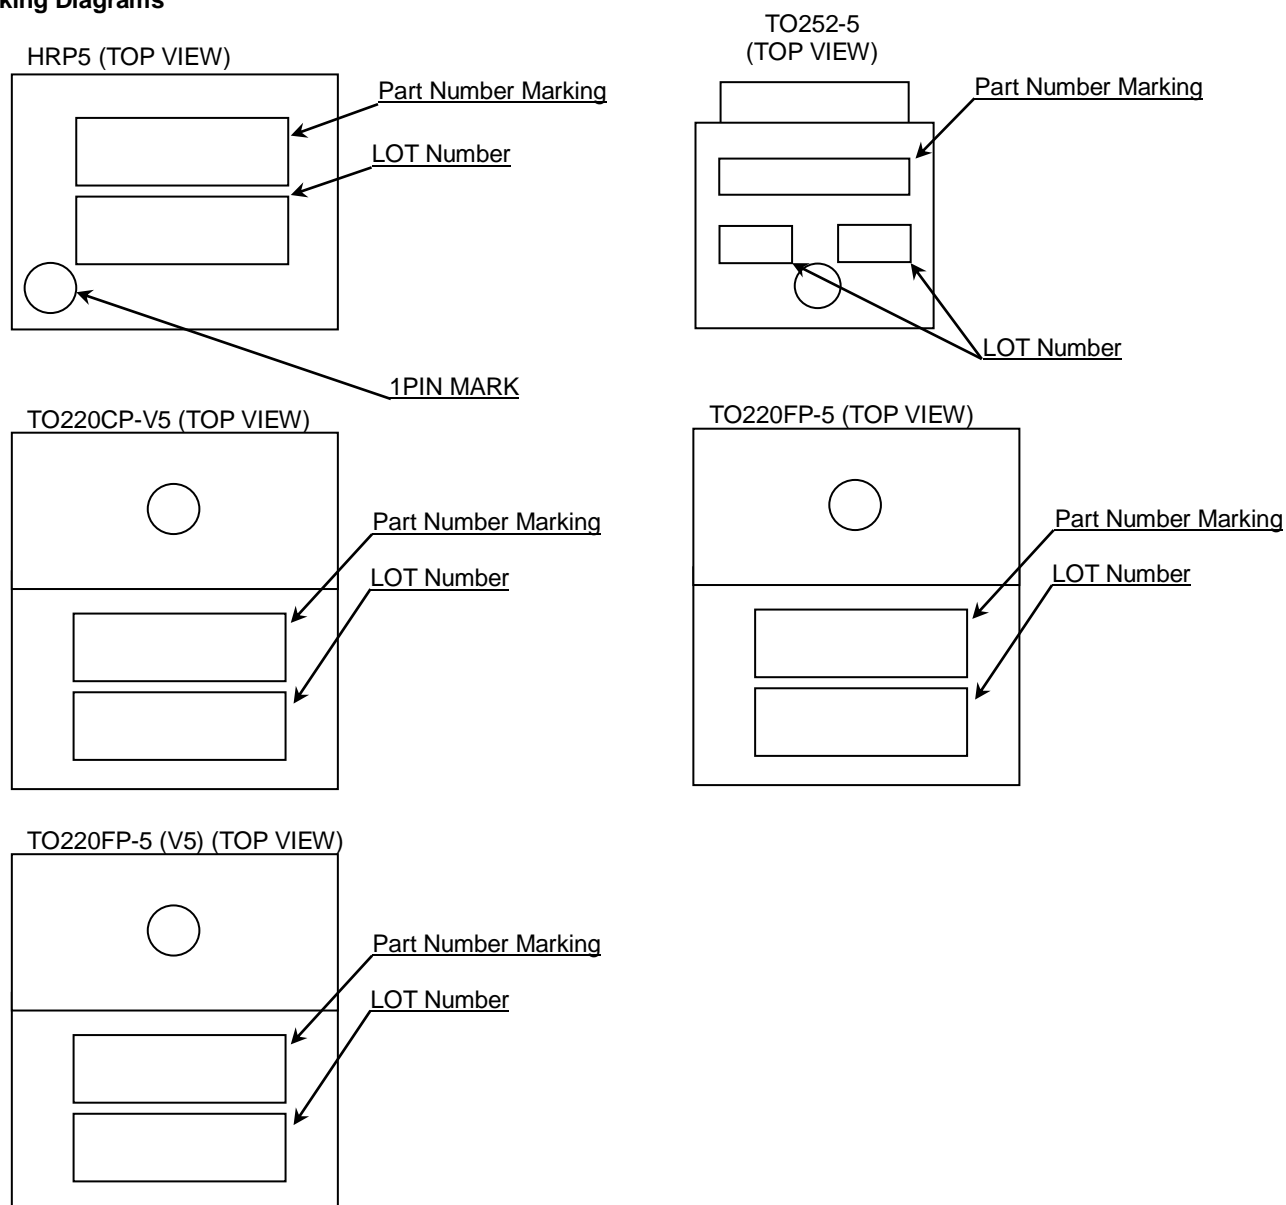 HRP5 (TOP VIEW)
Part Number Marking
LOT Number
1PIN MARK
TO252-5
(TOP VIEW)
Part Number Marking
LOT Number
TO220CP-V5 (TOP VIEW)
Part Number Marking
LOT Number
TO220FP-5 (TOP VIEW)
Part Number Marking
LOT Number
TO220FP-5 (V5) (TOP VIEW)
Part Number Marking
LOT Number